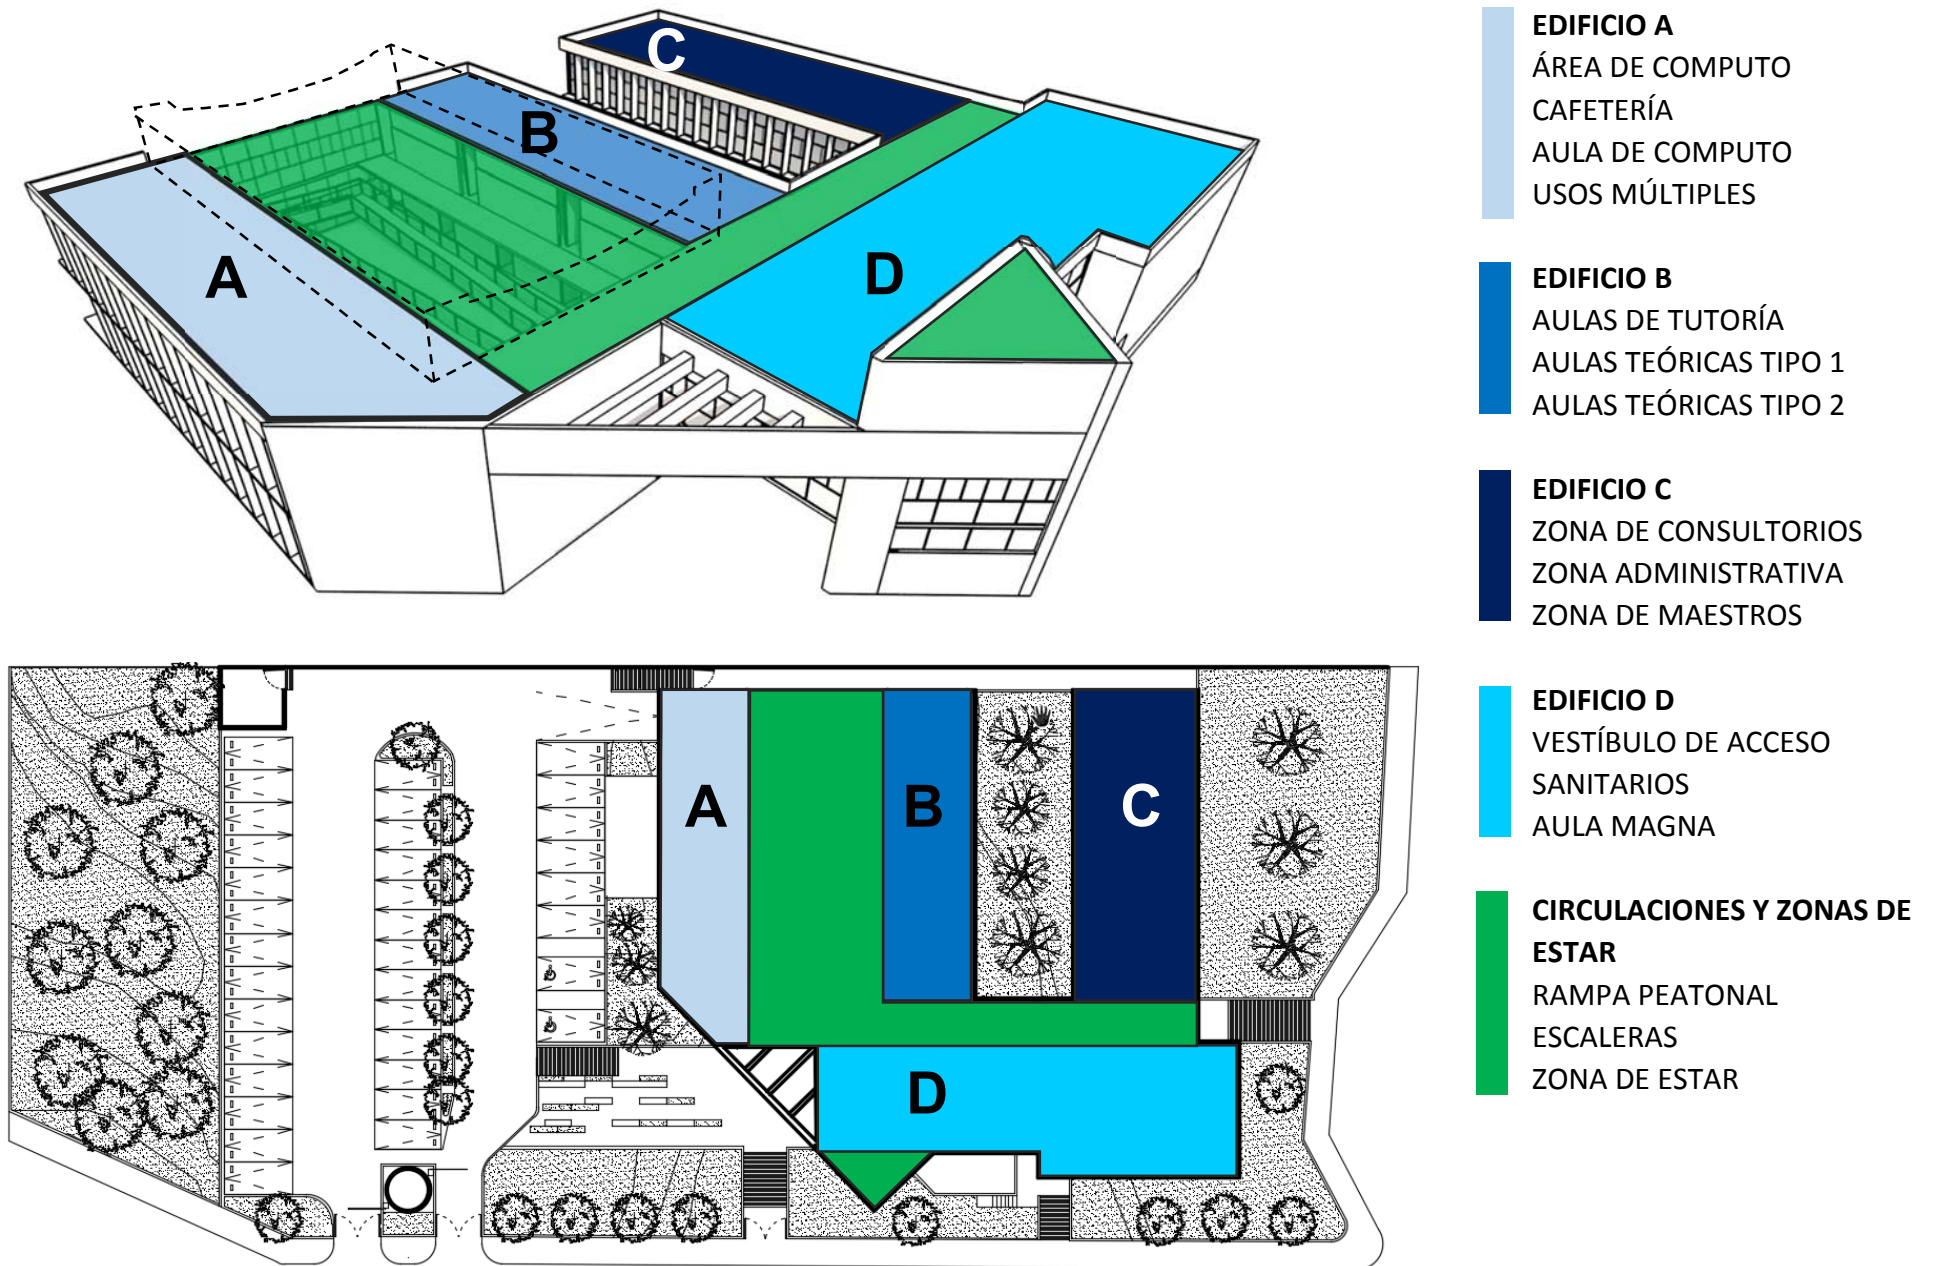 C
B
A
D
A
B
C
D
EDIFICIO A
ÁREA DE COMPUTO
CAFETERÍA
AULA DE COMPUTO
USOS MÚLTIPLES
EDIFICIO B
AULAS DE TUTORÍA
AULAS TEÓRICAS TIPO 1
AULAS TEÓRICAS TIPO 2
EDIFICIO C
ZONA DE CONSULTORIOS
ZONA ADMINISTRATIVA
ZONA DE MAESTROS
EDIFICIO D
VESTÍBULO DE ACCESO
SANITARIOS
AULA MAGNA
CIRCULACIONES Y ZONAS DE
ESTAR
RAMPA PEATONAL
ESCALERAS
ZONA DE ESTAR